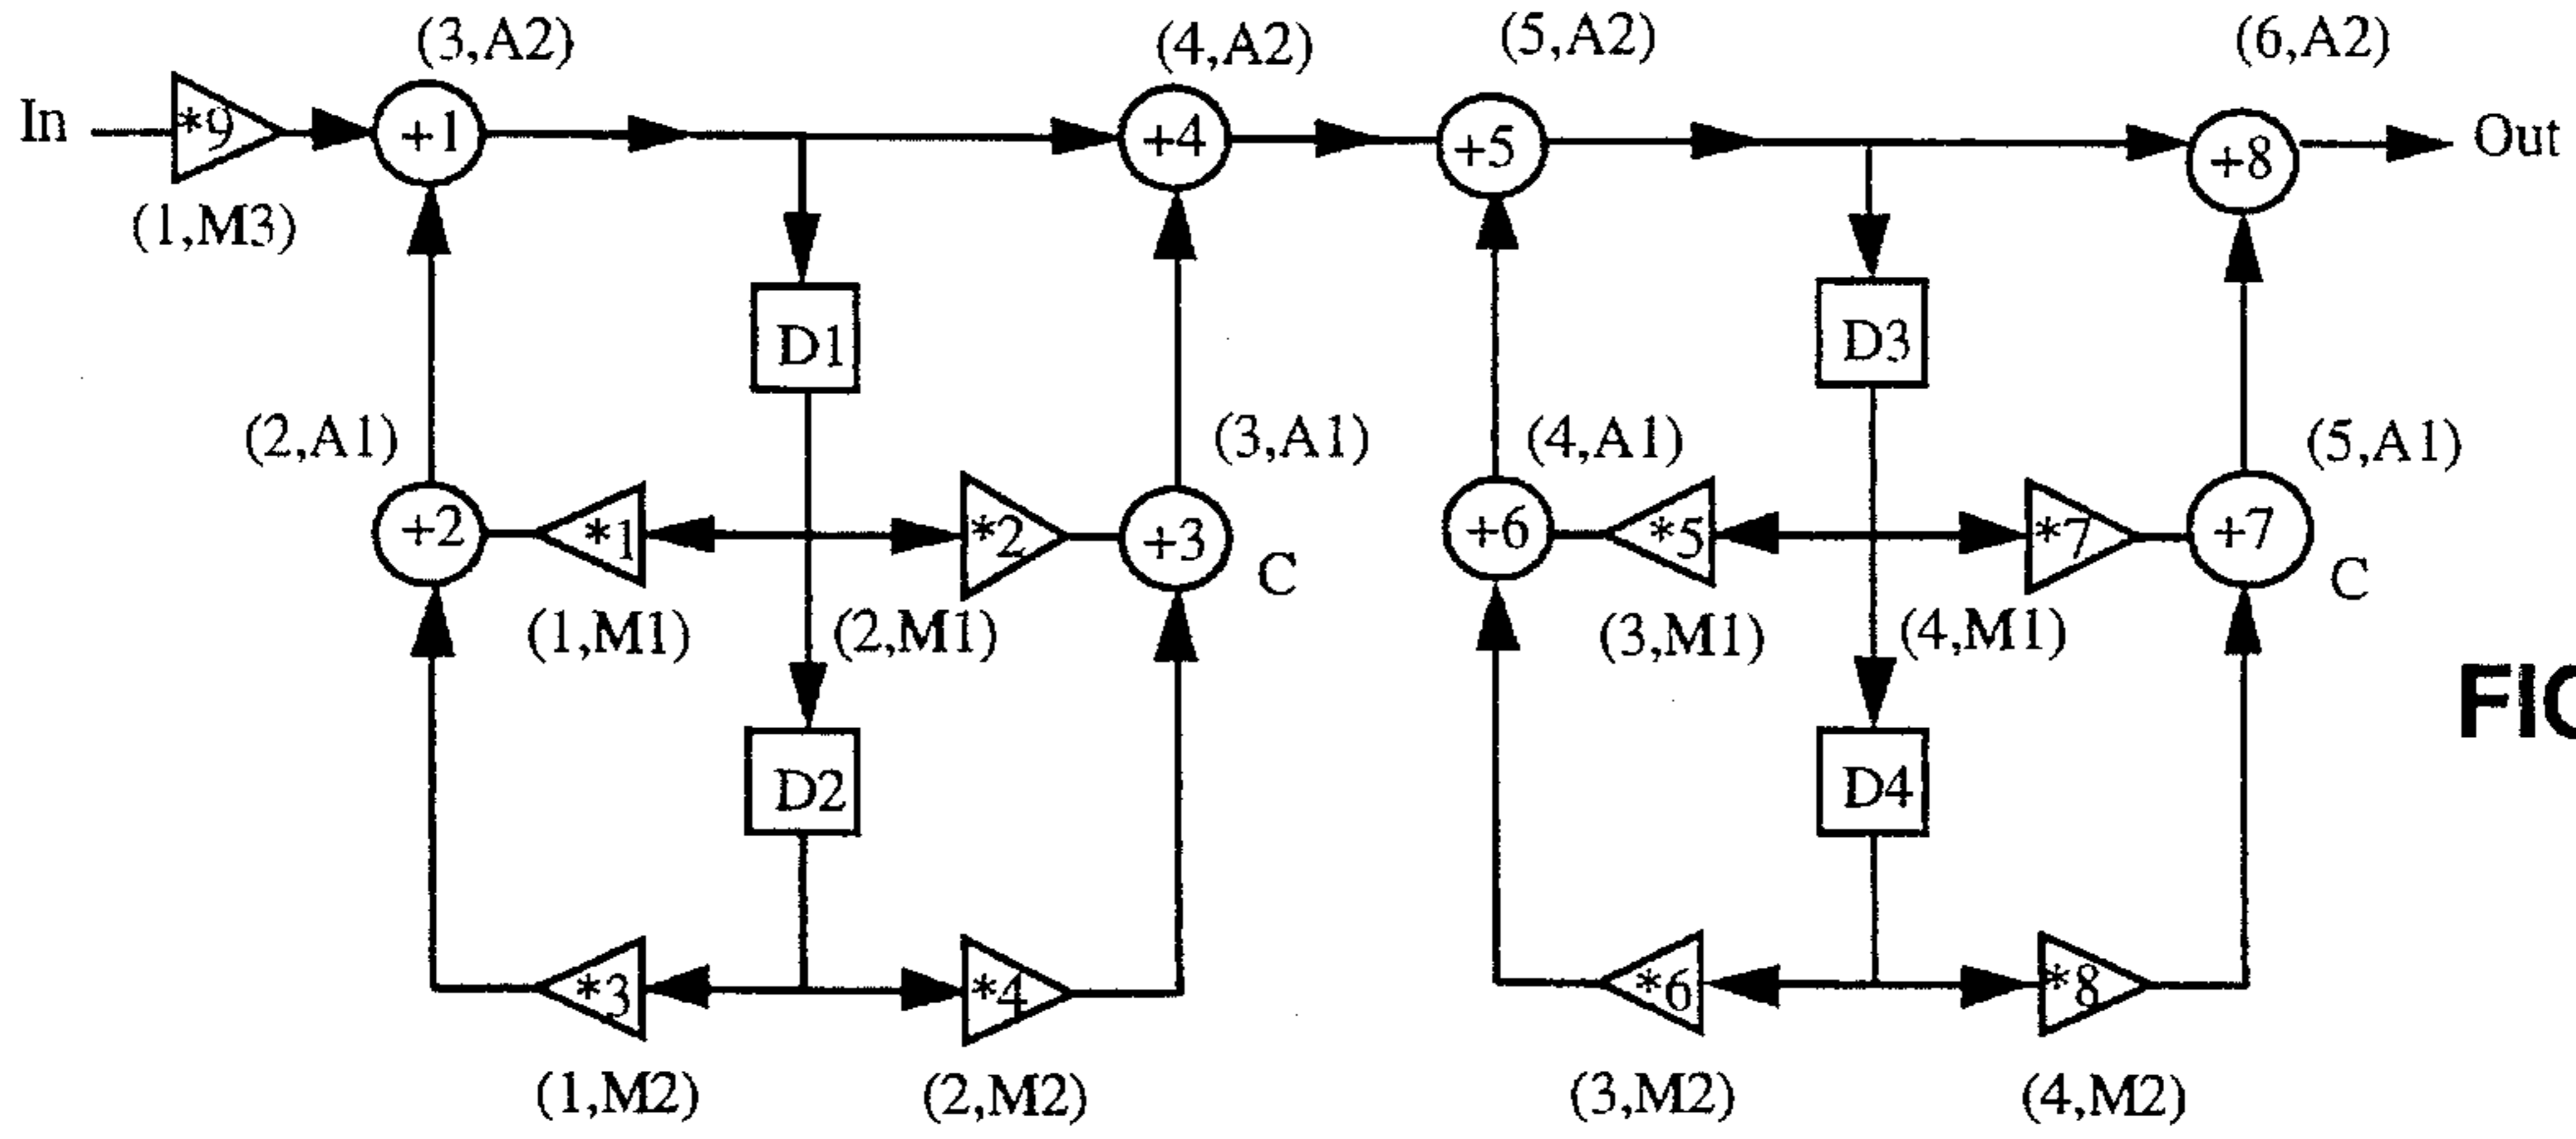 (3,A2) (4,A2) (5,A2) (6,A2)
In *9 +1 +4 +5 +8 Out
(1,M3)
D1 D3
(2,A1) (3,A1) (4,A1) (5,A1)
+2 *1 *2 +3 C +6 *5 *7 +7 C
(1,M1) (2,M1) (3,M1) (4,M1)
D2 D4
*3 *4 *6 *8
(1,M2) (2,M2) (3,M2) (4,M2)